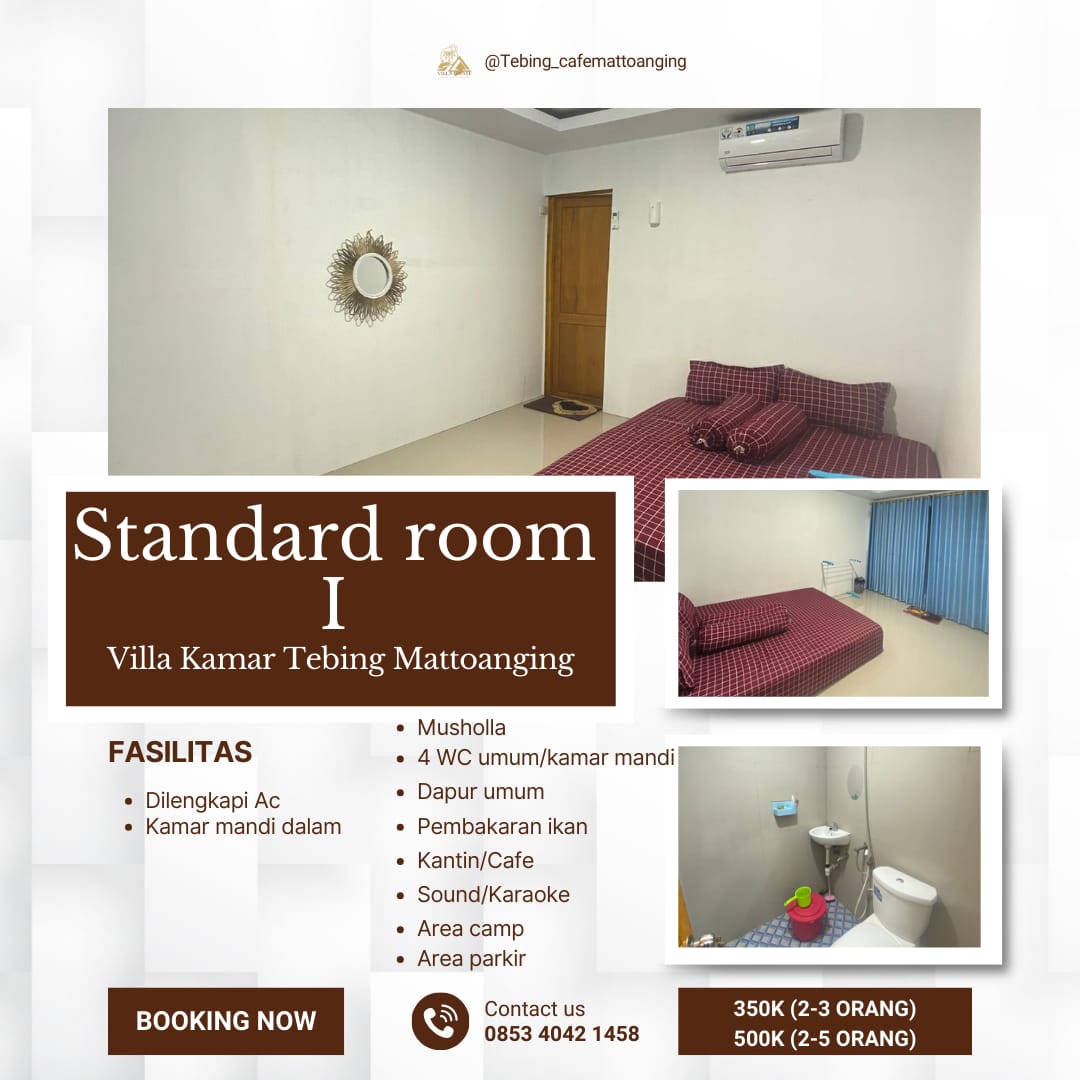 @Tebing_cafemattoanging
Standard room
I
Villa Kamar Tebing Mattoanging
FASILITAS
• Dilengkapi Ac
• Kamar mandi dalam
• Musholla
• 4 WC umum/kamar mandi
• Dapur umum
• Pembakaran ikan
• Kantin/Cafe
• Sound/Karaoke
• Area camp
• Area parkir
BOOKING NOW
Contact us
0853 4042 1458
350K (2-3 ORANG)
500K (2-5 ORANG)